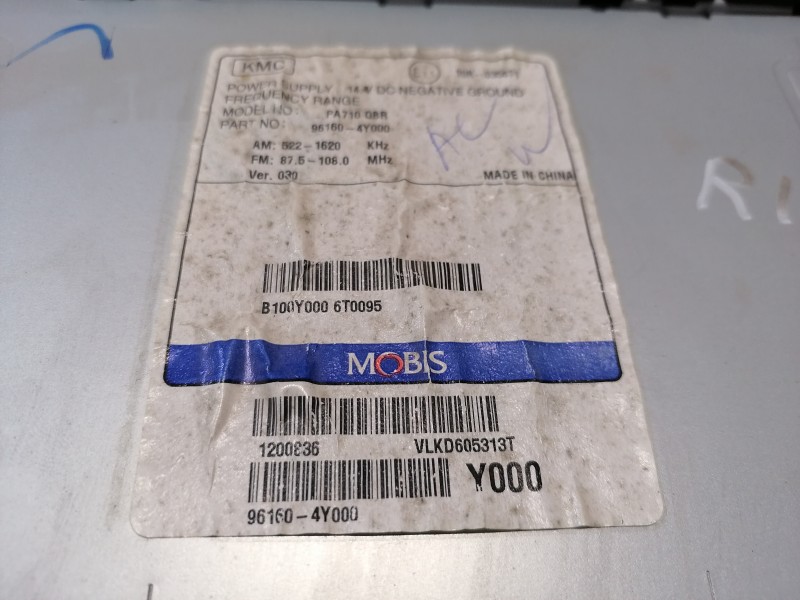 KMC
POWER SUPPLY : 14.4V DC NEGATIVE GROUND
FREQUENCY RANGE
MODEL NO : PA710 GBR
PART NO : 96160-4Y000
AM: 522-1620 KHz
FM: 87.5-108.0 MHz
Ver. 030
MADE IN CHINA
B100Y000 6T0095
MOBIS
1200836
VLKD605313T
Y000
96160-4Y000